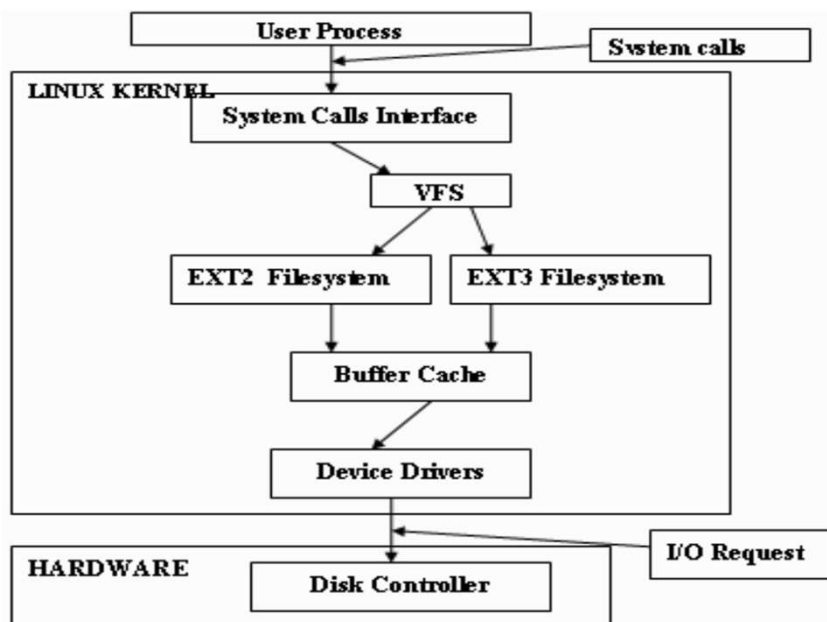 User Process
System calls
LINUX KERNEL
System Calls Interface
VFS
EXT2 Filesystem
EXT3 Filesystem
Buffer Cache
Device Drivers
I/O Request
HARDWARE
Disk Controller